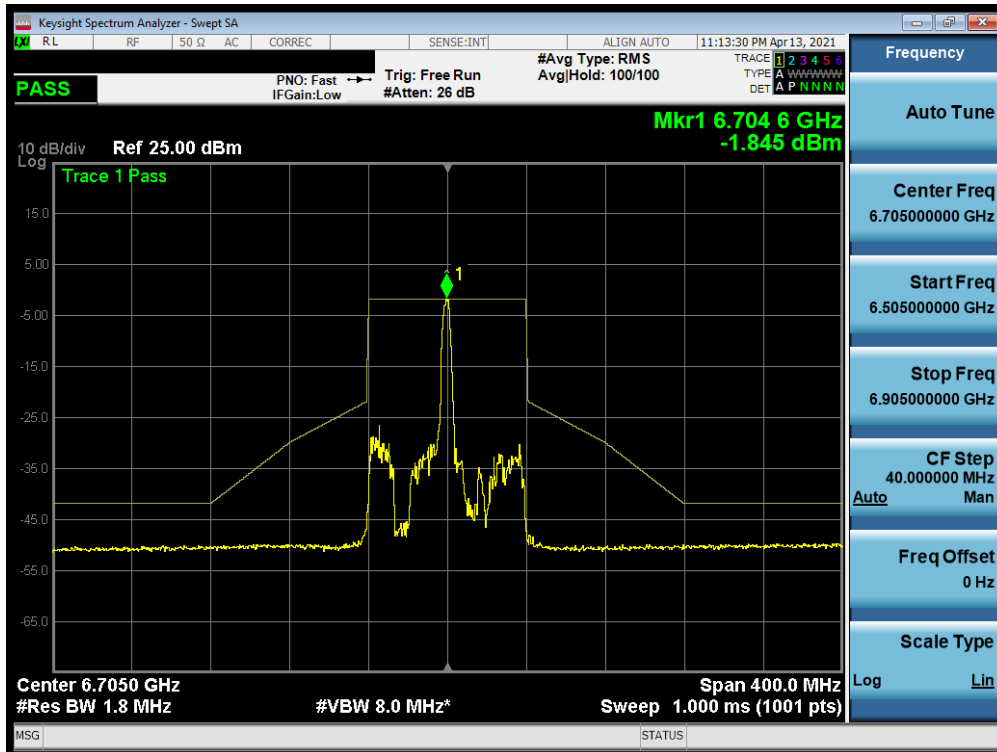 Keysight Spectrum Analyzer - Swept SA
LXI RL RF 50 Ω AC CORREC SENSE:INT ALIGN AUTO 11:13:30 PM Apr 13, 2021
PASS
PNO: Fast
IFGain:Low
Trig: Free Run
#Atten: 26 dB
#Avg Type: RMS
Avg|Hold: 100/100
TRACE 1 2 3 4 5 6
TYPE A WWWWW
DET A P N N N N
Mkr1 6.704 6 GHz
-1.845 dBm
10 dB/div Ref 25.00 dBm
Log
Trace 1 Pass
15.0
5.00
1
-5.00
-15.0
-25.0
-35.0
-45.0
-55.0
-65.0
Center 6.7050 GHz Span 400.0 MHz
#Res BW 1.8 MHz #VBW 8.0 MHz* Sweep 1.000 ms (1001 pts)
MSG STATUS
Frequency
Auto Tune
Center Freq
6.705000000 GHz
Start Freq
6.505000000 GHz
Stop Freq
6.905000000 GHz
CF Step
40.000000 MHz
Auto Man
Freq Offset
0 Hz
Scale Type
Log Lin